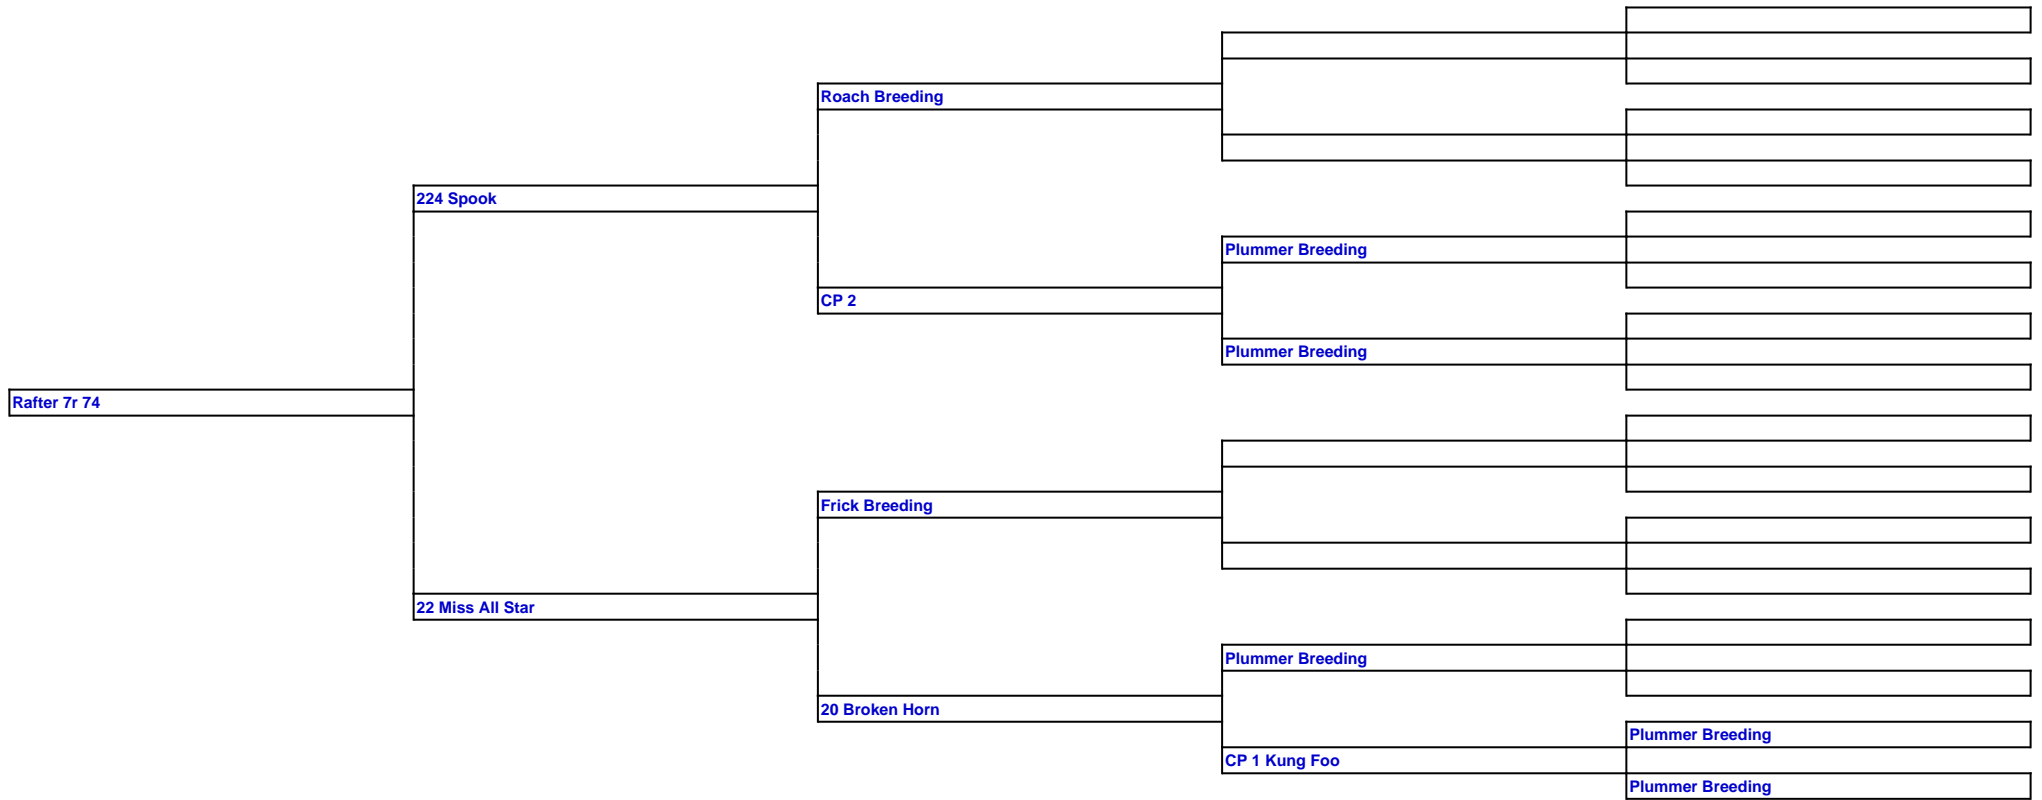 Roach Breeding
224 Spook
Plummer Breeding
CP 2
Plummer Breeding
Rafter 7r 74
Frick Breeding
22 Miss All Star
Plummer Breeding
20 Broken Horn
Plummer Breeding
CP 1 Kung Foo
Plummer Breeding